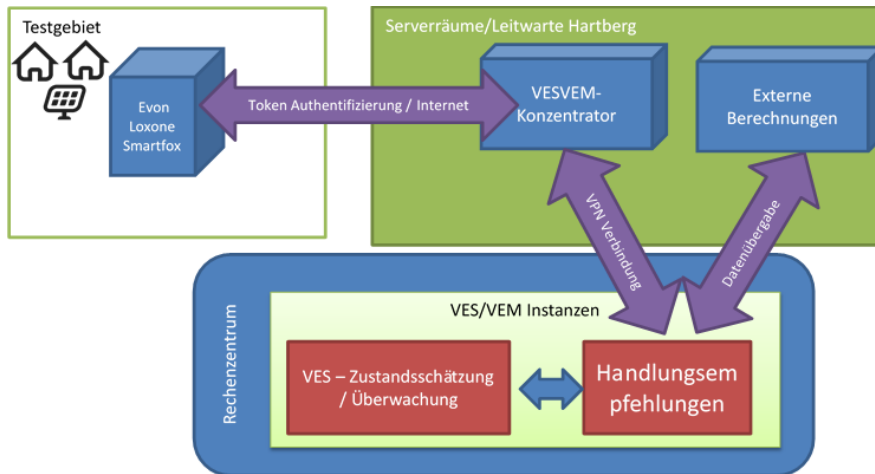 Testgebiet
Evon
Loxone
Smartfox
Token Authentifizierung / Internet
Serverräume/Leitwarte Hartberg
VESVEM-
Konzentrator
Externe
Berechnungen
VPN Verbindung
Datenübergabe
Rechenzentrum
VES/VEM Instanzen
VES – Zustandsschätzung
/ Überwachung
Handlungsem
pfehlungen